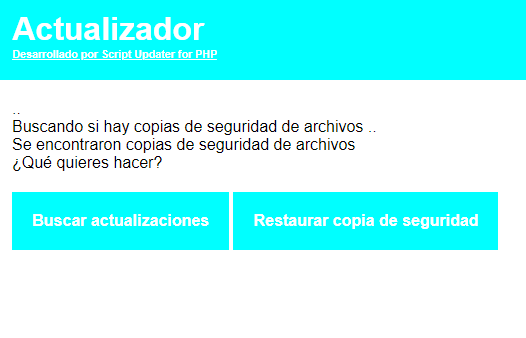 Actualizador
Desarrollado por Script Updater for PHP
..
Buscando si hay copias de seguridad de archivos ..
Se encontraron copias de seguridad de archivos
¿Qué quieres hacer?
Buscar actualizaciones
Restaurar copia de seguridad